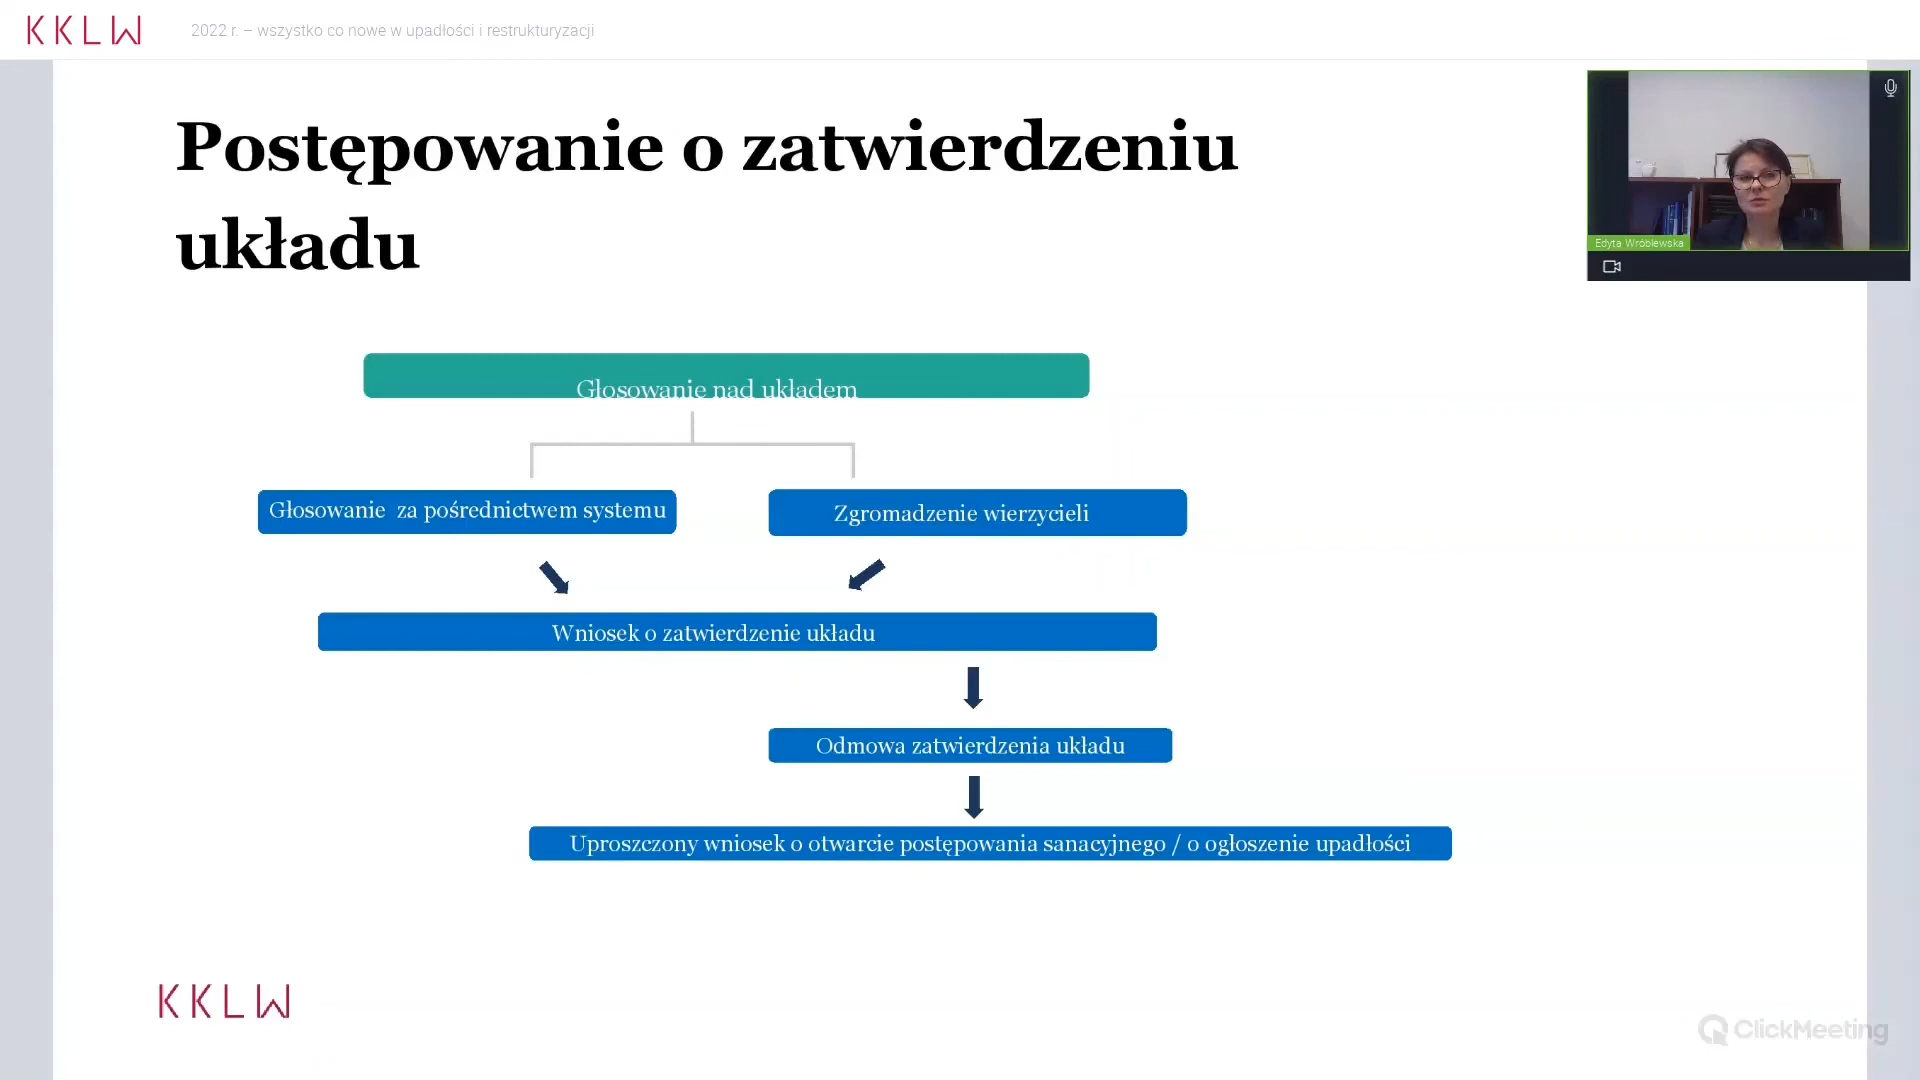 KKLW
2022 r. – wszystko co nowe w upadłości i restrukturyzacji
Postępowanie o zatwierdzeniu
układu
Edyta Wróblewska
Głosowanie nad układem
Głosowanie za pośrednictwem systemu
Zgromadzenie wierzycieli
Wniosek o zatwierdzenie układu
Odmowa zatwierdzenia układu
Uproszczony wniosek o otwarcie postępowania sanacyjnego / o ogłoszenie upadłości
KKLW
ClickMeeting